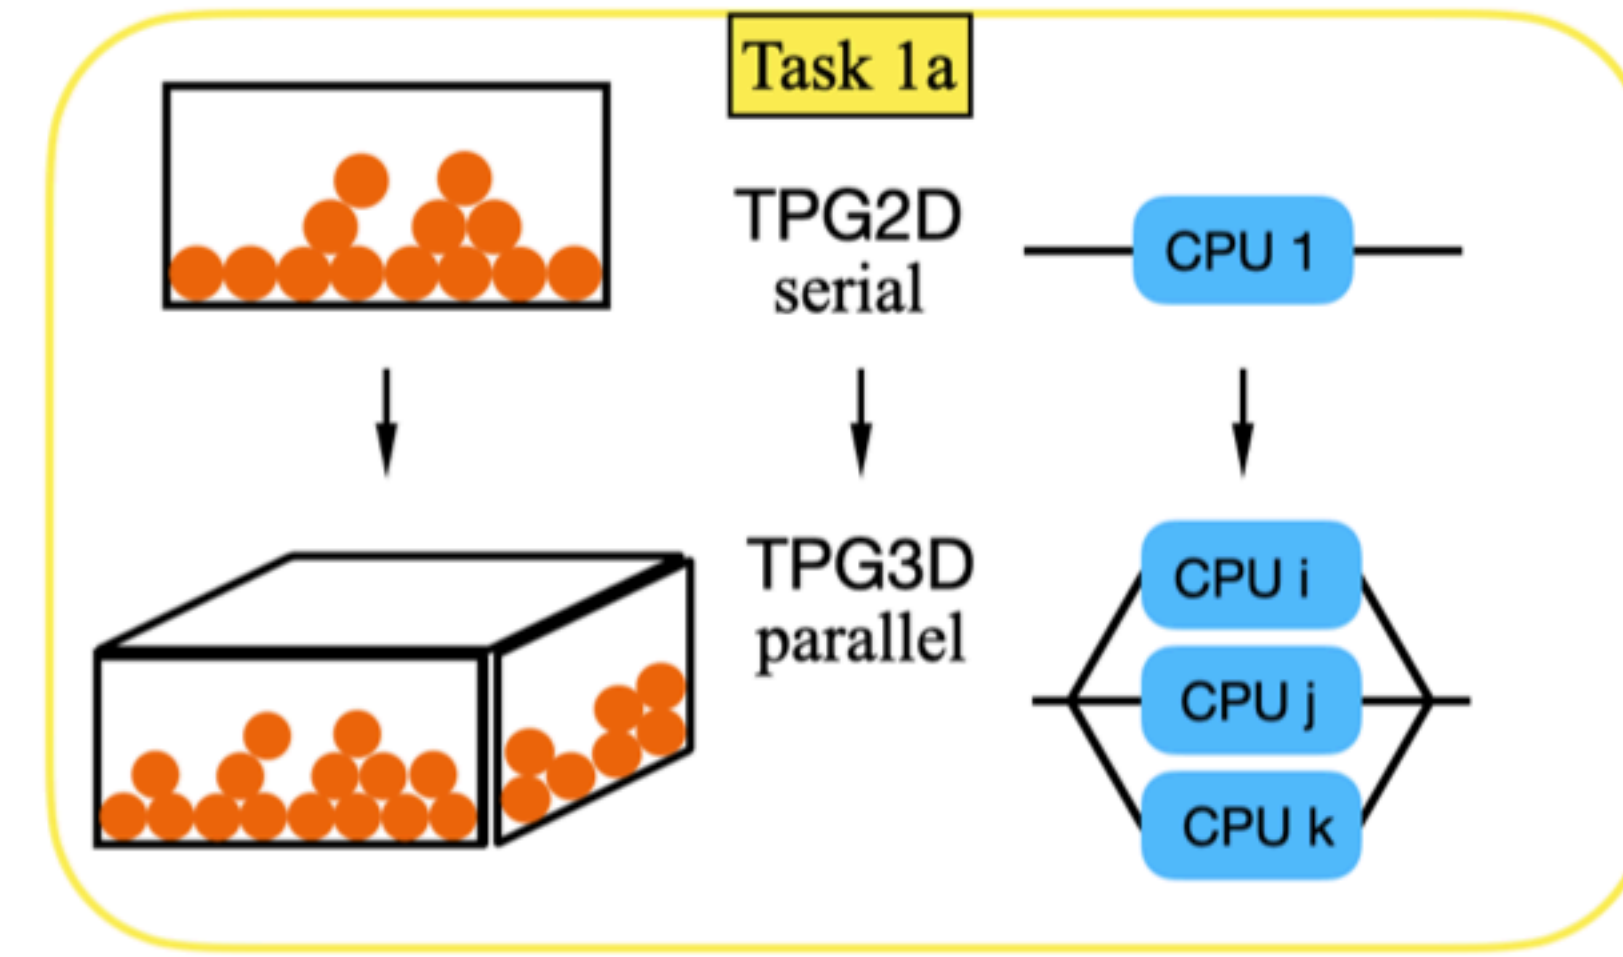 Task 1a
TPG2D
serial
CPU 1
TPG3D
parallel
CPU i
CPU j
CPU k